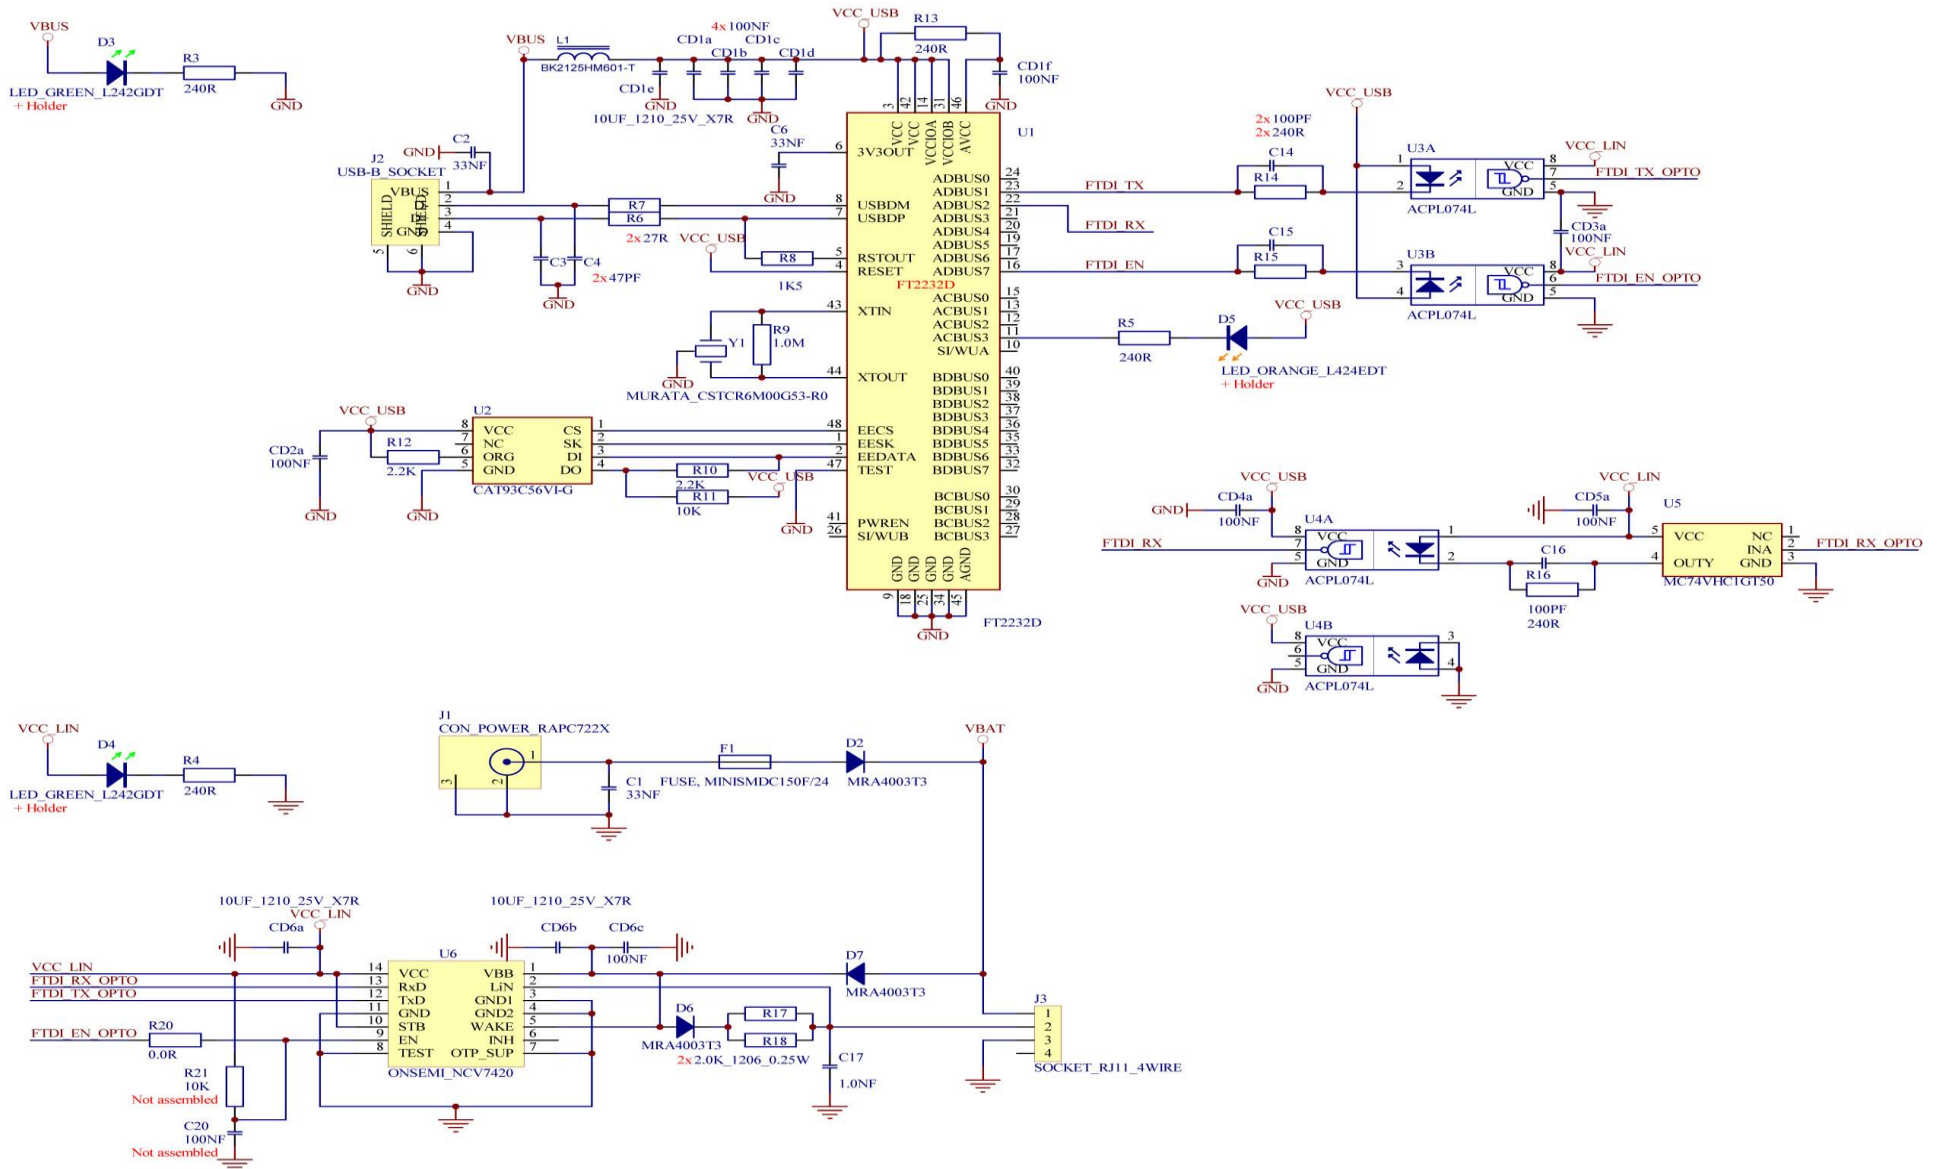 VBUS
D3
R3
240R
LED_GREEN_L242GDT
+ Holder
GND
VBUS
L1
BK2125HM601-T
4x100NF
CD1a
CD1c
CD1b
CD1d
CD1e
GND
GND
10UF_1210_25V_X7R
VCC_USB
R13
240R
CD1f
100NF
GND
C6
33NF
GND
C2
GND
33NF
J2
USB-B_SOCKET
VBUS
1
2
3
4
GND
SHIELD
SHIELD
5
6
GND
R7
R6
2x27R
C3
C4
2x47PF
GND
VCC_USB
R8
1K5
U1
3
42
14
31
46
VCC
VCC
VCCIOA
VCCIOB
AVCC
6 3V3OUT
8 USBDM
7 USBDP
5 RSTOUT
4 RESET
FT2232D
43 XTIN
44 XTOUT
48 EECS
1 EESK
2 EEDATA
47 TEST
41 PWREN
26 SI/WUB
ADBUS0 24
ADBUS1 23
ADBUS2 22
ADBUS3 21
ADBUS4 20
ADBUS5 19
ADBUS6 17
ADBUS7 16
ACBUS0 15
ACBUS1 13
ACBUS2 12
ACBUS3 11
SI/WUA 10
BDBUS0 40
BDBUS1 39
BDBUS2 38
BDBUS3 37
BDBUS4 36
BDBUS5 35
BDBUS6 33
BDBUS7 32
BCBUS0 30
BCBUS1 29
BCBUS2 28
BCBUS3 27
GND
GND
GND
GND
AGND
9
18
25
34
45
GND
FT2232D
R9
1.0M
Y1
GND
MURATA_CSTCR6M00G53-R0
VCC_USB
U2
CD2a
100NF
R12
2.2K
8 VCC
7 NC
6 ORG
5 GND
CS 1
SK 2
DI 3
DO 4
CAT93C56VI-G
GND
GND
R10
2.2K
R11
10K
VCC_USB
GND
FTDI_TX
FTDI_RX
FTDI_EN
2x100PF
2x240R
C14
R14
C15
R15
VCC_USB
U3A
1
2
VCC
GND
8
7
5
ACPL074L
VCC_LIN
FTDI_TX_OPTO
CD3a
100NF
VCC_LIN
U3B
3
4
VCC
GND
8
6
5
ACPL074L
FTDI_EN_OPTO
R5
240R
D5
VCC_USB
LED_ORANGE_L424EDT
+ Holder
VCC_USB
CD4a
GND
100NF
U4A
FTDI_RX
8
7
5
VCC
GND
1
2
GND
ACPL074L
VCC_LIN
CD5a
100NF
C16
R16
100PF
240R
U5
5 VCC
4 OUTY
NC 1
INA 2
GND 3
MC74VHC1GT50
FTDI_RX_OPTO
VCC_USB
U4B
8
6
5
VCC
GND
3
4
GND
ACPL074L
VCC_LIN
D4
R4
240R
LED_GREEN_L242GDT
+ Holder
J1
CON_POWER_RAPC722X
1
3
2
C1
33NF
F1
FUSE, MINISMDC150F/24
D2
MRA4003T3
VBAT
10UF_1210_25V_X7R
VCC_LIN
CD6a
10UF_1210_25V_X7R
CD6b
CD6c
100NF
VCC_LIN
FTDI_RX_OPTO
FTDI_TX_OPTO
FTDI_EN_OPTO
R20
0.0R
R21
10K
Not assembled
C20
100NF
Not assembled
U6
14 VCC
13 RxD
12 TxD
11 GND
10 STB
9 EN
8 TEST
VBB 1
LiN 2
GND1 3
GND2 4
WAKE 5
INH 6
OTP_SUP 7
ONSEMI_NCV7420
D7
MRA4003T3
D6
MRA4003T3
R17
R18
2x2.0K_1206_0.25W
C17
1.0NF
J3
1
2
3
4
SOCKET_RJ11_4WIRE